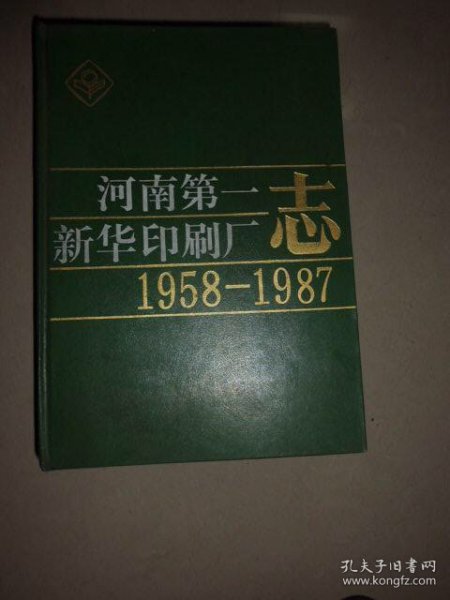 河南第一
新华印刷厂
志
1958-1987
孔夫子旧书网
www.kongfz.com